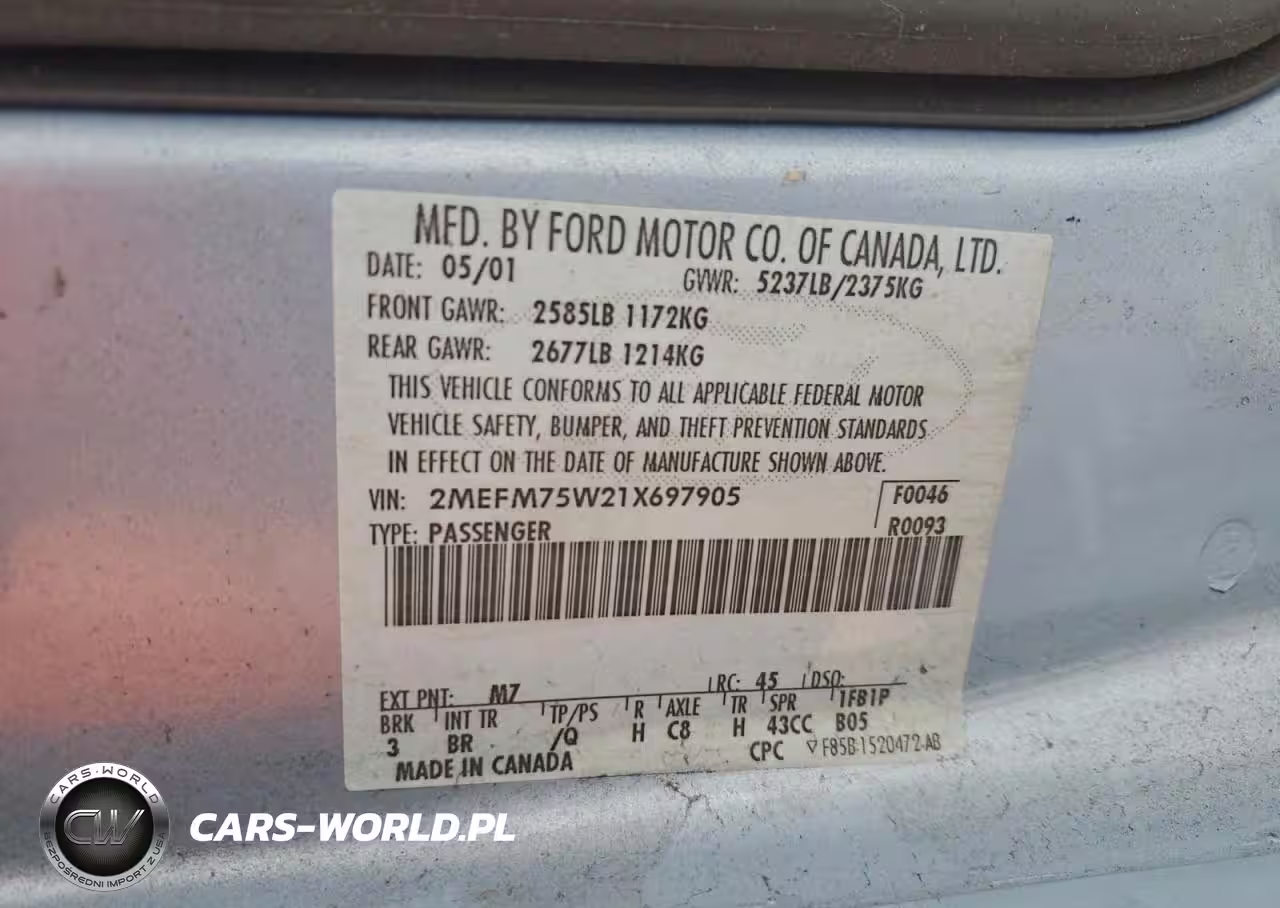 MFD. BY FORD MOTOR CO. OF CANADA, LTD.
DATE: 05/01 GVWR: 5237LB/2375KG
FRONT GAWR: 2585LB 1172KG
REAR GAWR: 2677LB 1214KG
THIS VEHICLE CONFORMS TO ALL APPLICABLE FEDERAL MOTOR
VEHICLE SAFETY, BUMPER, AND THEFT PREVENTION STANDARDS
IN EFFECT ON THE DATE OF MANUFACTURE SHOWN ABOVE.
VIN: 2MEFM75W21X697905 F0046
TYPE: PASSENGER R0093
EXT PNT: M7 RC: 45 DSO:
BRK INT TR TP/PS R AXLE TR SPR 1FB1P
3 BR /Q H C8 H 43CC B05
MADE IN CANADA CPC F85B-1520472-AB
CARS-WORLD
CW
BEZPOŚREDNI IMPORT Z USA
CARS-WORLD.PL